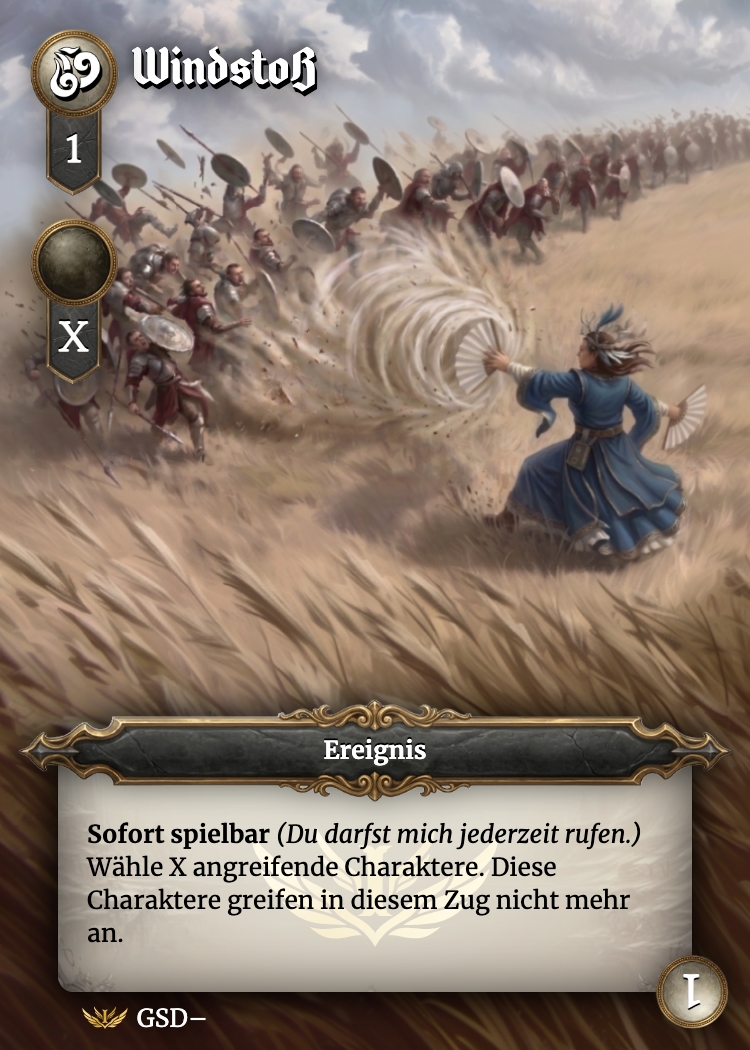 Windstoß
1
X
Ereignis
Sofort spielbar (Du darfst mich jederzeit rufen.)
Wähle X angreifende Charaktere. Diese
Charaktere greifen in diesem Zug nicht mehr
an.
GSD–